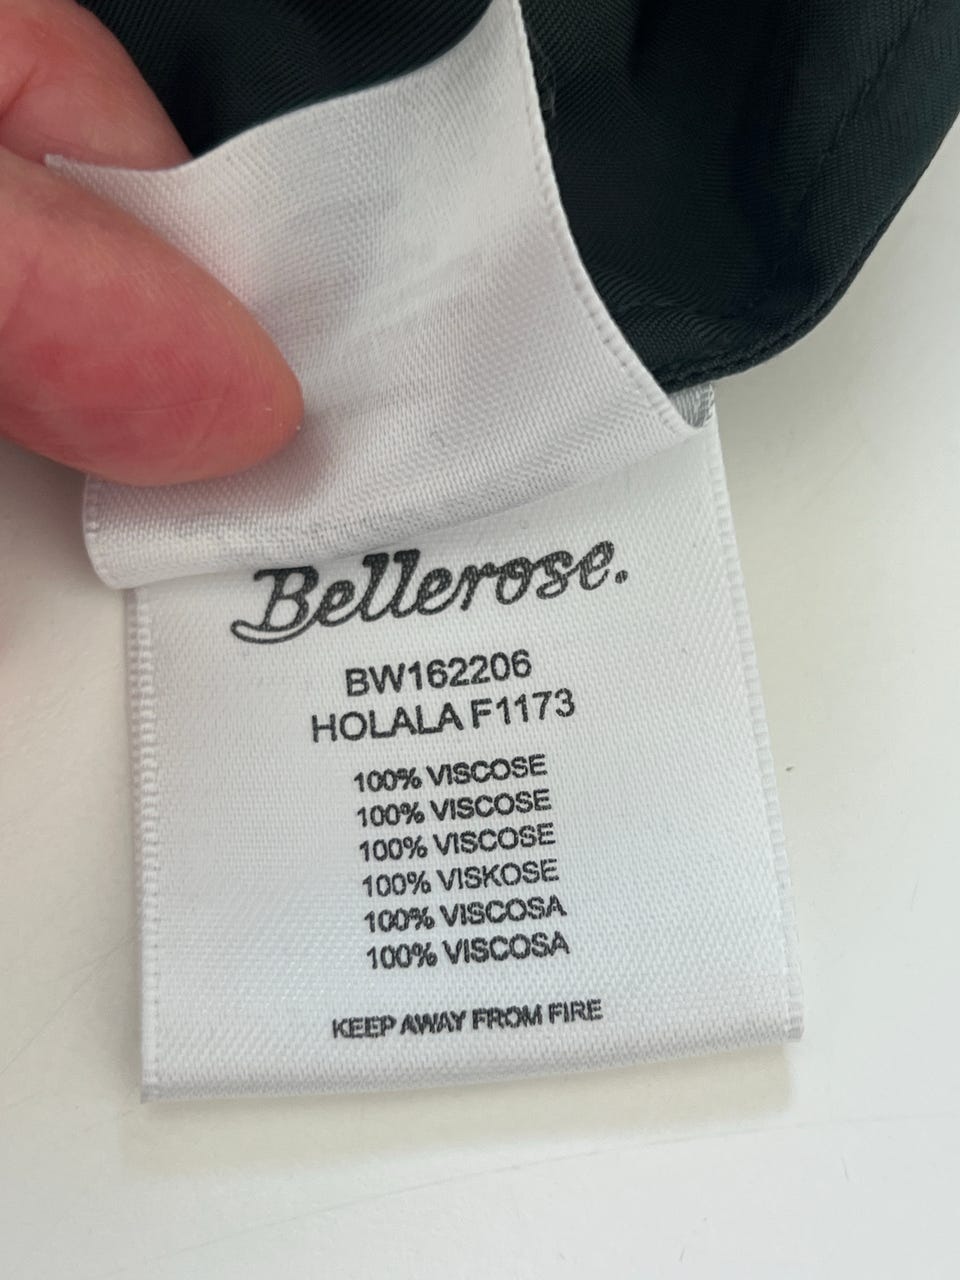 Bellerose.
BW162206
HOLALA F1173
100% VISCOSE
100% VISCOSE
100% VISCOSE
100% VISKOSE
100% VISCOSA
100% VISCOSA
KEEP AWAY FROM FIRE